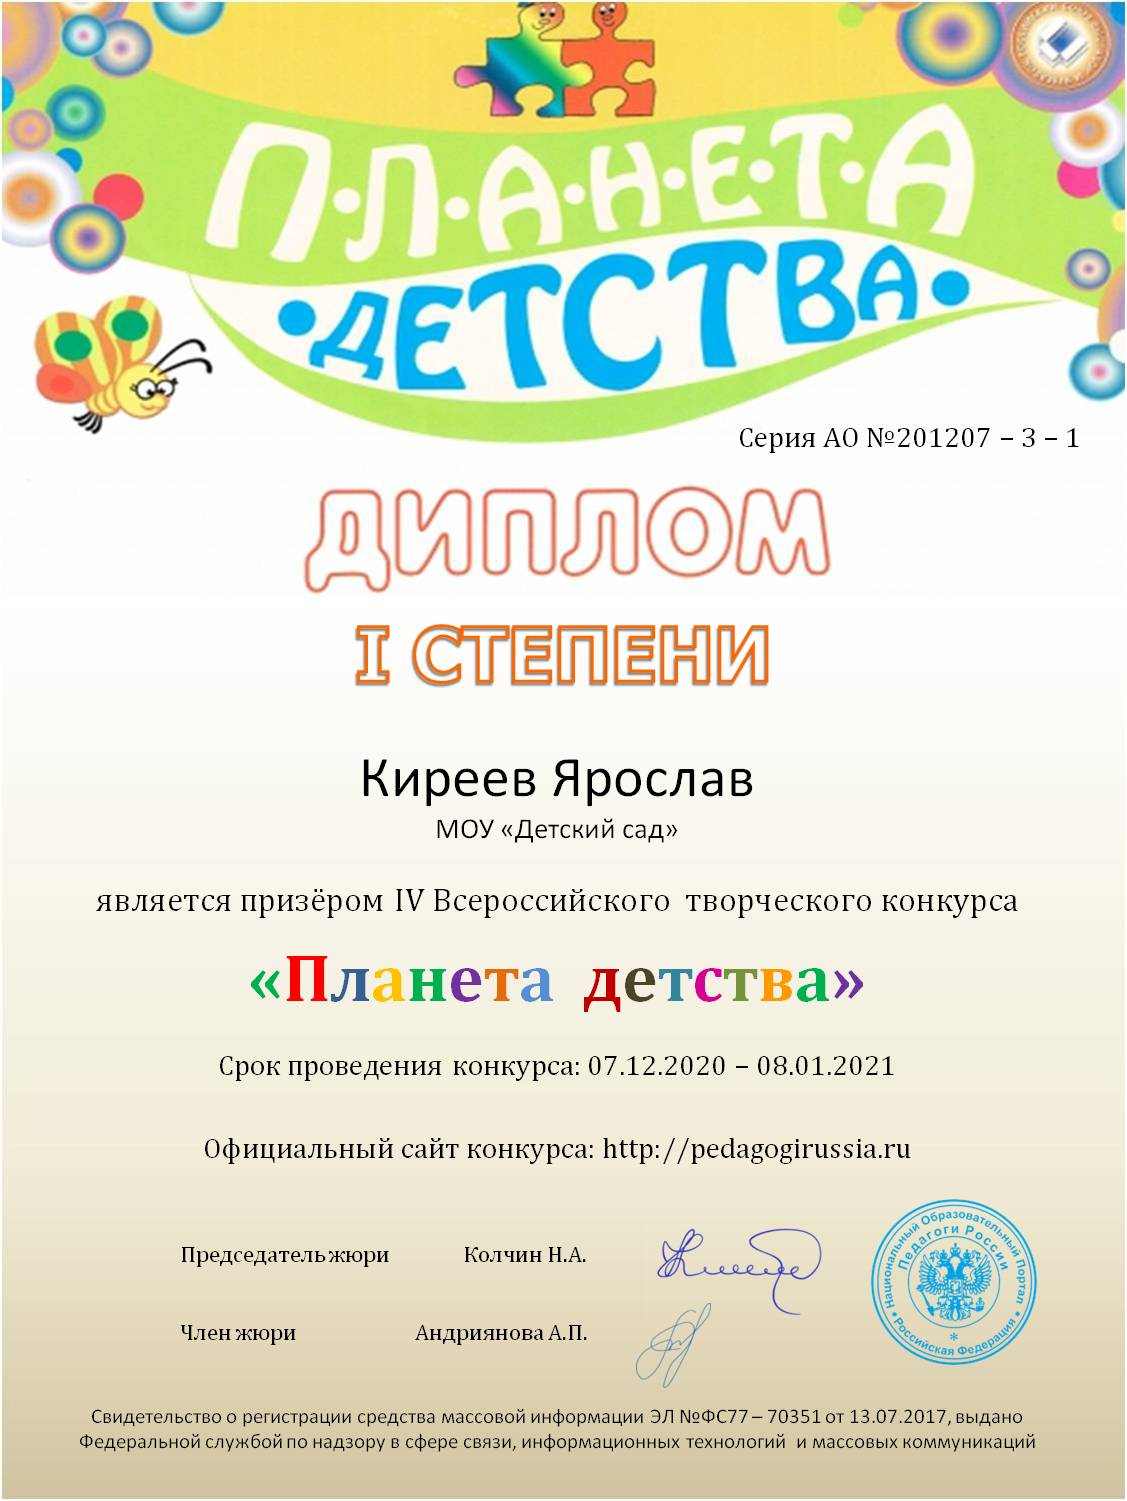 П·Л·А·Н·Е·Т·А
·ДЕТСТВА·
Серия АО №201207 – 3 – 1
ДИПЛОМ
I СТЕПЕНИ
Киреев Ярослав
МОУ «Детский сад»
является призёром IV Всероссийского творческого конкурса
«Планета детства»
Срок проведения конкурса: 07.12.2020 – 08.01.2021
Официальный сайт конкурса: http://pedagogirussia.ru
Председатель жюри Колчин Н.А.
Член жюри Андриянова А.П.
Национальный Образовательный Портал
Педагоги России
• Российская Федерация •
Свидетельство о регистрации средства массовой информации ЭЛ №ФС77 – 70351 от 13.07.2017, выдано
Федеральной службой по надзору в сфере связи, информационных технологий и массовых коммуникаций